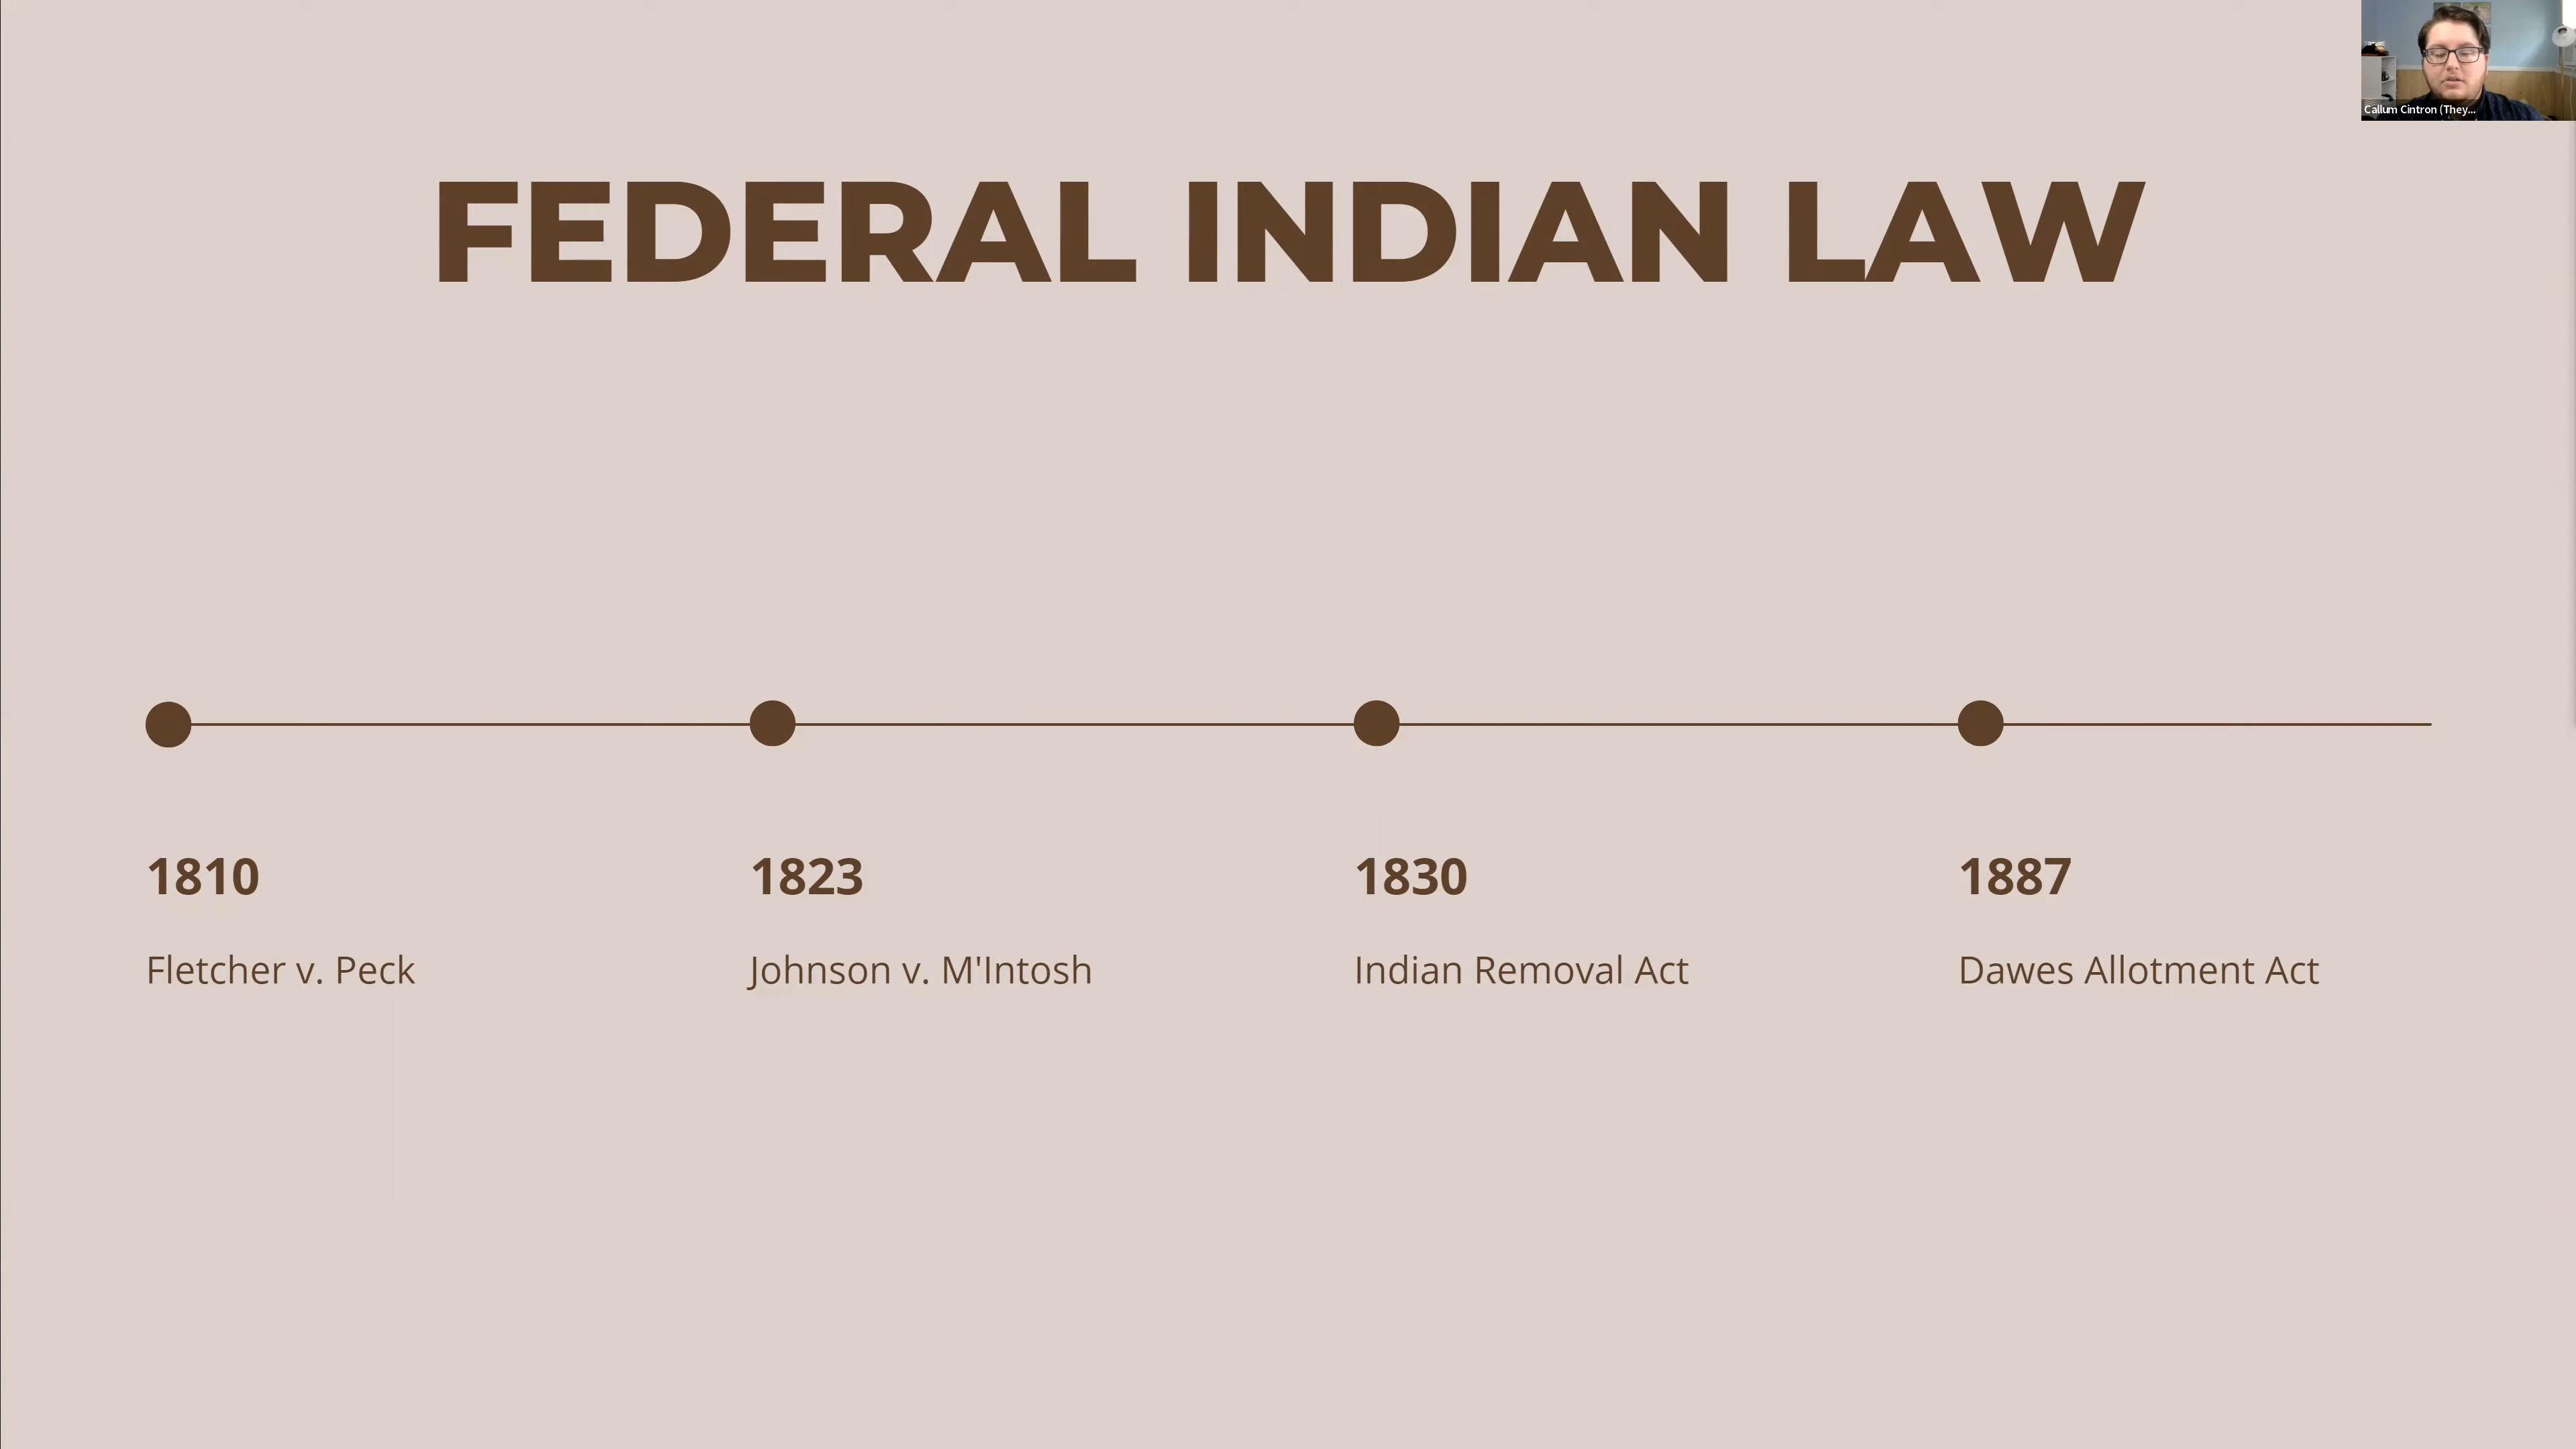 Callum Cintron (They...
FEDERAL INDIAN LAW
1810
Fletcher v. Peck
1823
Johnson v. M'Intosh
1830
Indian Removal Act
1887
Dawes Allotment Act